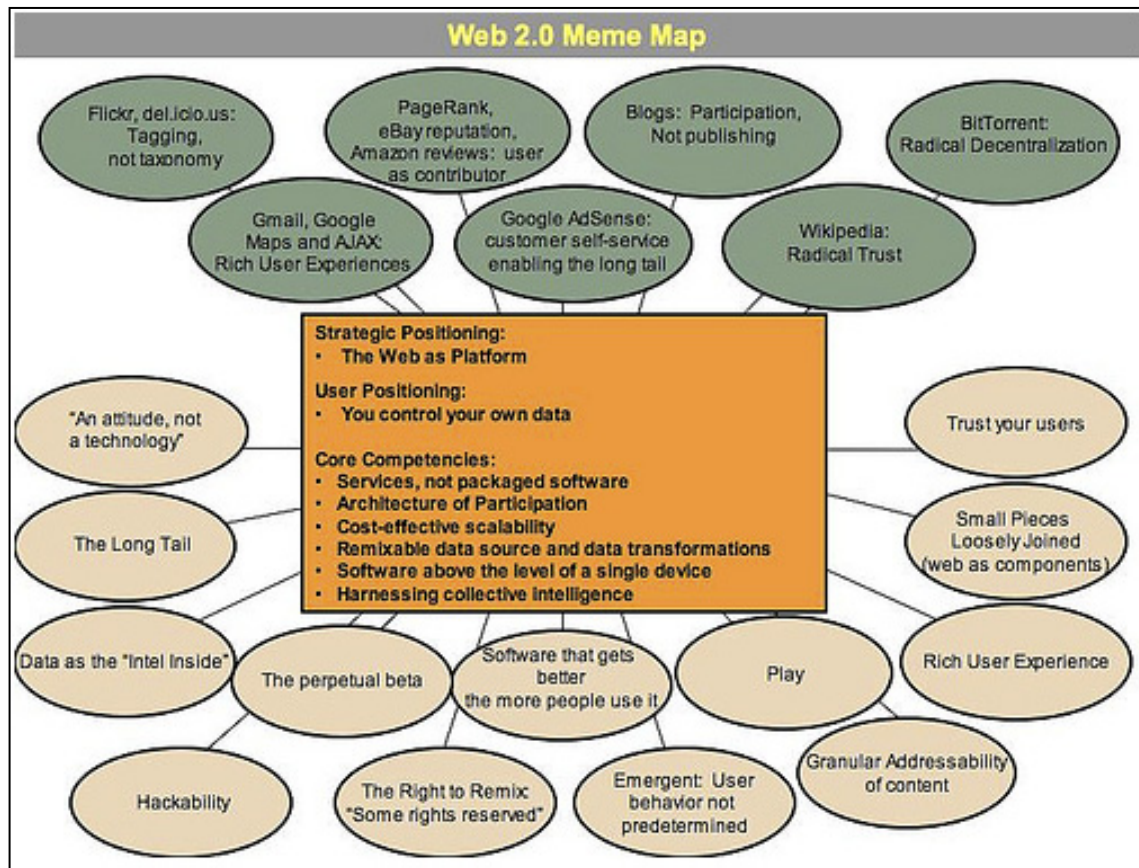 Web 2.0 Meme Map
Flickr, del.icio.us:
Tagging,
not taxonomy
PageRank,
eBay reputation,
Amazon reviews: user
as contributor
Blogs: Participation,
Not publishing
BitTorrent:
Radical Decentralization
Gmail, Google
Maps and AJAX:
Rich User Experiences
Google AdSense:
customer self-service
enabling the long tail
Wikipedia:
Radical Trust
Strategic Positioning:
• The Web as Platform
User Positioning:
• You control your own data
Core Competencies:
• Services, not packaged software
• Architecture of Participation
• Cost-effective scalability
• Remixable data source and data transformations
• Software above the level of a single device
• Harnessing collective intelligence
"An attitude, not
a technology"
Trust your users
The Long Tail
Small Pieces
Loosely Joined
(web as components)
Data as the "Intel Inside"
The perpetual beta
Software that gets
better
the more people use it
Play
Rich User Experience
Hackability
The Right to Remix:
"Some rights reserved"
Emergent: User
behavior not
predetermined
Granular Addressability
of content